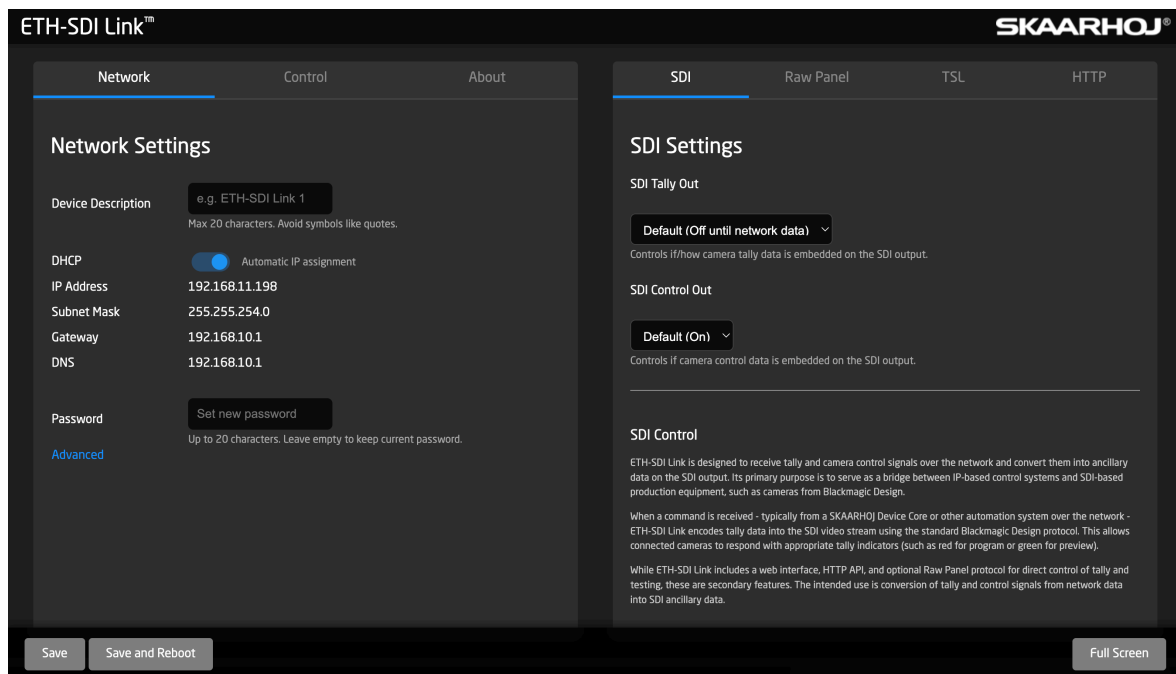 ETH-SDI Link™
SKAARHOJ®
Network
Control
About
Network Settings
Device Description
e.g. ETH-SDI Link 1
Max 20 characters. Avoid symbols like quotes.
DHCP
Automatic IP assignment
IP Address
192.168.11.198
Subnet Mask
255.255.254.0
Gateway
192.168.10.1
DNS
192.168.10.1
Password
Set new password
Up to 20 characters. Leave empty to keep current password.
Advanced
SDI
Raw Panel
TSL
HTTP
SDI Settings
SDI Tally Out
Default (Off until network data)
Controls if/how camera tally data is embedded on the SDI output.
SDI Control Out
Default (On)
Controls if camera control data is embedded on the SDI output.
SDI Control
ETH-SDI Link is designed to receive tally and camera control signals over the network and convert them into ancillary
data on the SDI output. Its primary purpose is to serve as a bridge between IP-based control systems and SDI-based
production equipment, such as cameras from Blackmagic Design.
When a command is received - typically from a SKAARHOJ Device Core or other automation system over the network -
ETH-SDI Link encodes tally data into the SDI video stream using the standard Blackmagic Design protocol. This allows
connected cameras to respond with appropriate tally indicators (such as red for program or green for preview).
While ETH-SDI Link includes a web interface, HTTP API, and optional Raw Panel protocol for direct control of tally and
testing, these are secondary features. The intended use is conversion of tally and control signals from network data
into SDI ancillary data.
Save
Save and Reboot
Full Screen